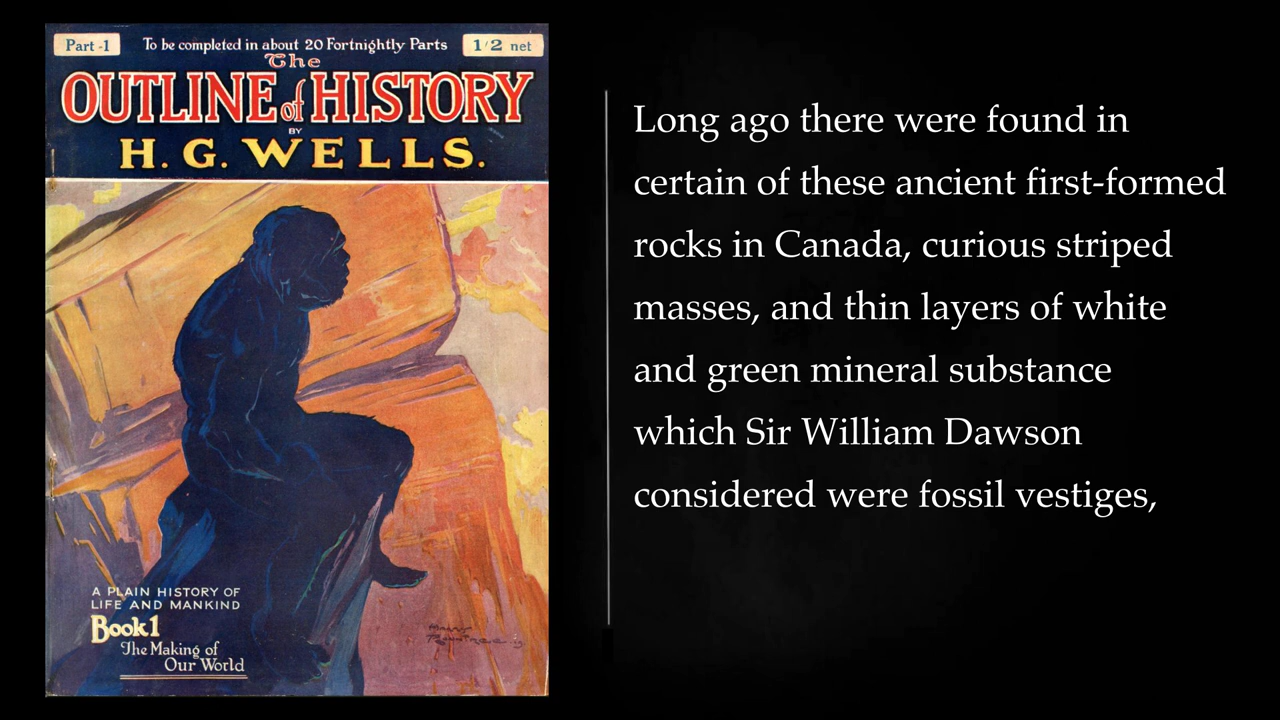 Part -1
To be completed in about 20 Fortnightly Parts
1/2 net
The
OUTLINE of HISTORY
BY
H. G. WELLS.
A PLAIN HISTORY OF
LIFE AND MANKIND
Book 1
The Making of
Our World
Long ago there were found in
certain of these ancient first-formed
rocks in Canada, curious striped
masses, and thin layers of white
and green mineral substance
which Sir William Dawson
considered were fossil vestiges,